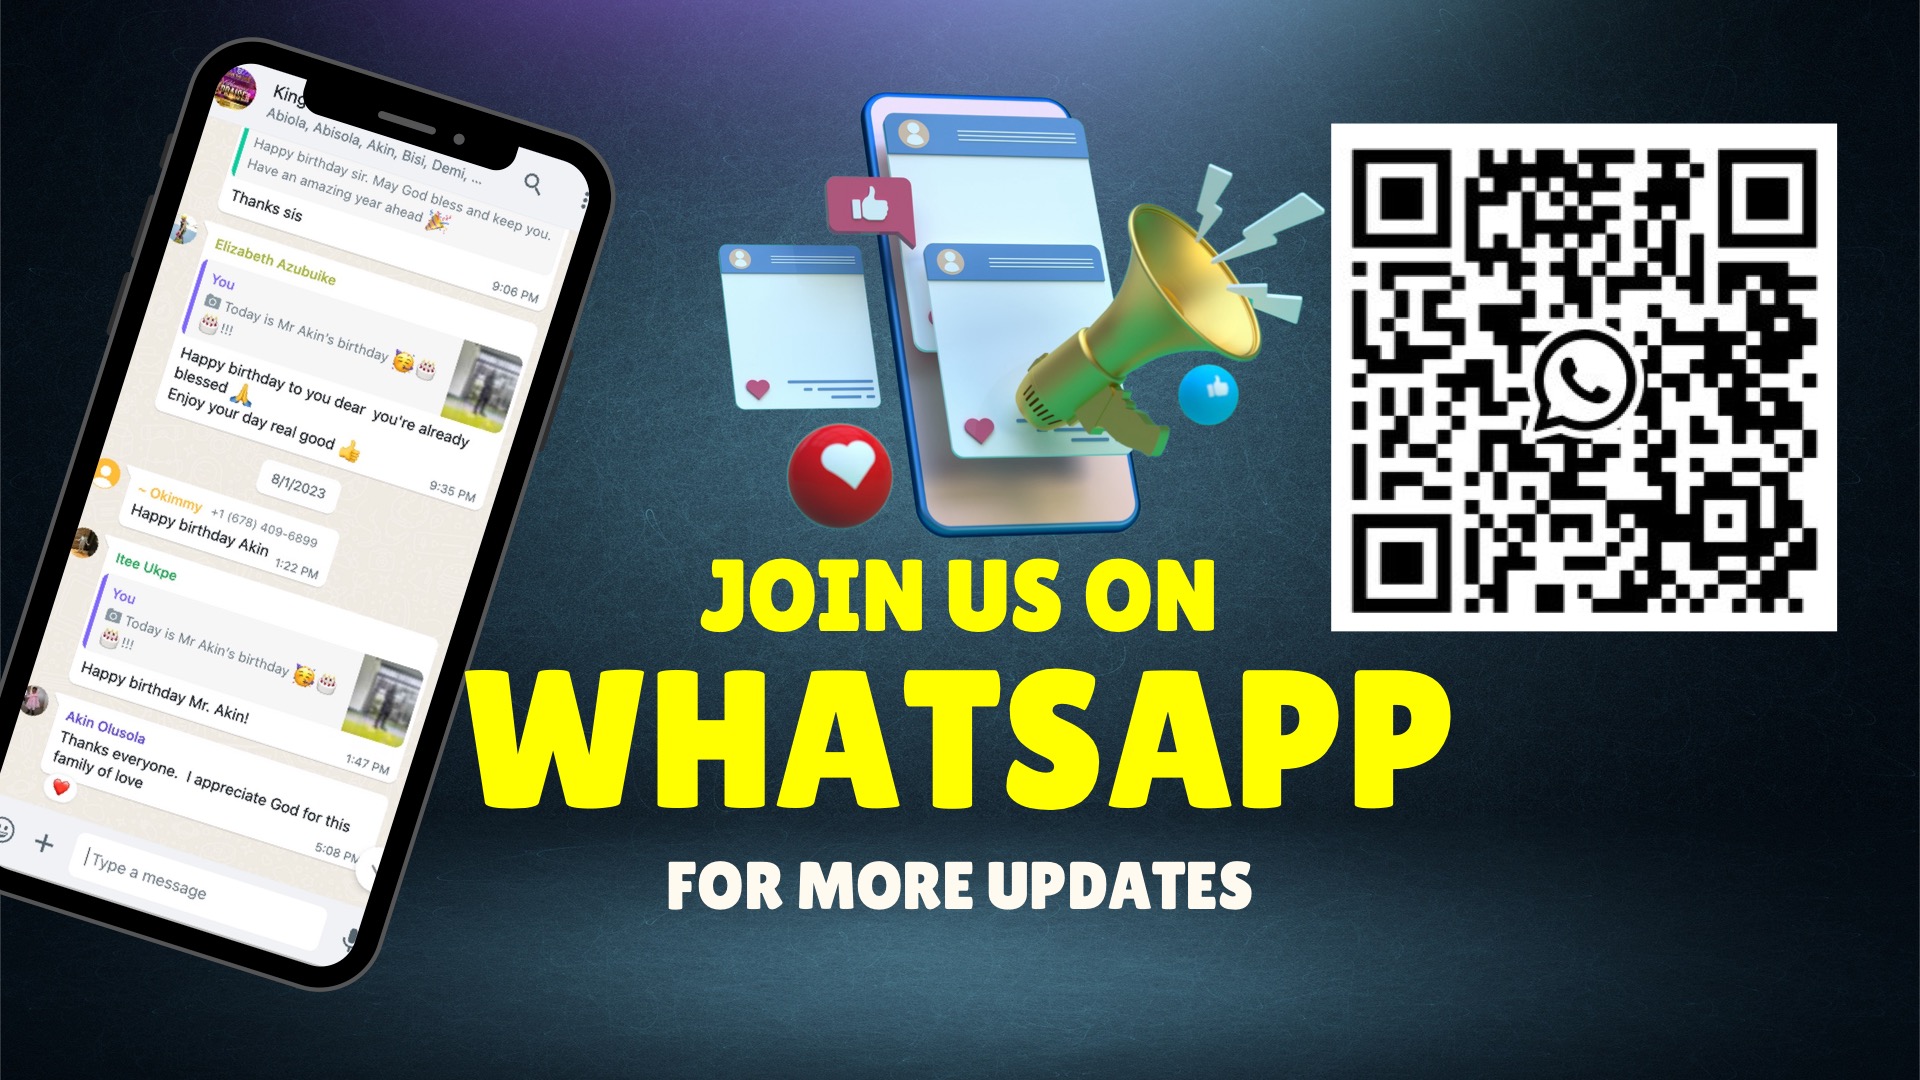 King
Abiola, Abisola, Akin, Bisi, Demi, ...
Happy birthday sir. May God bless and keep you.
Have an amazing year ahead 🎉
Thanks sis
9:06 PM
Elizabeth Azubuike
You
📷 Today is Mr Akin's birthday 🥳🎂
🎂!!!
Happy birthday to you dear you're already
blessed 🙏
Enjoy your day real good 👍
9:35 PM
8/1/2023
~ Okimmy +1 (678) 409-6899
Happy birthday Akin
1:22 PM
Itee Ukpe
You
📷 Today is Mr Akin's birthday 🥳🎂
🎂!!!
Happy birthday Mr. Akin!
1:47 PM
Akin Olusola
Thanks everyone. I appreciate God for this
family of love
5:08 PM
❤️
Type a message
PRAISE
JOIN US ON
WHATSAPP
FOR MORE UPDATES